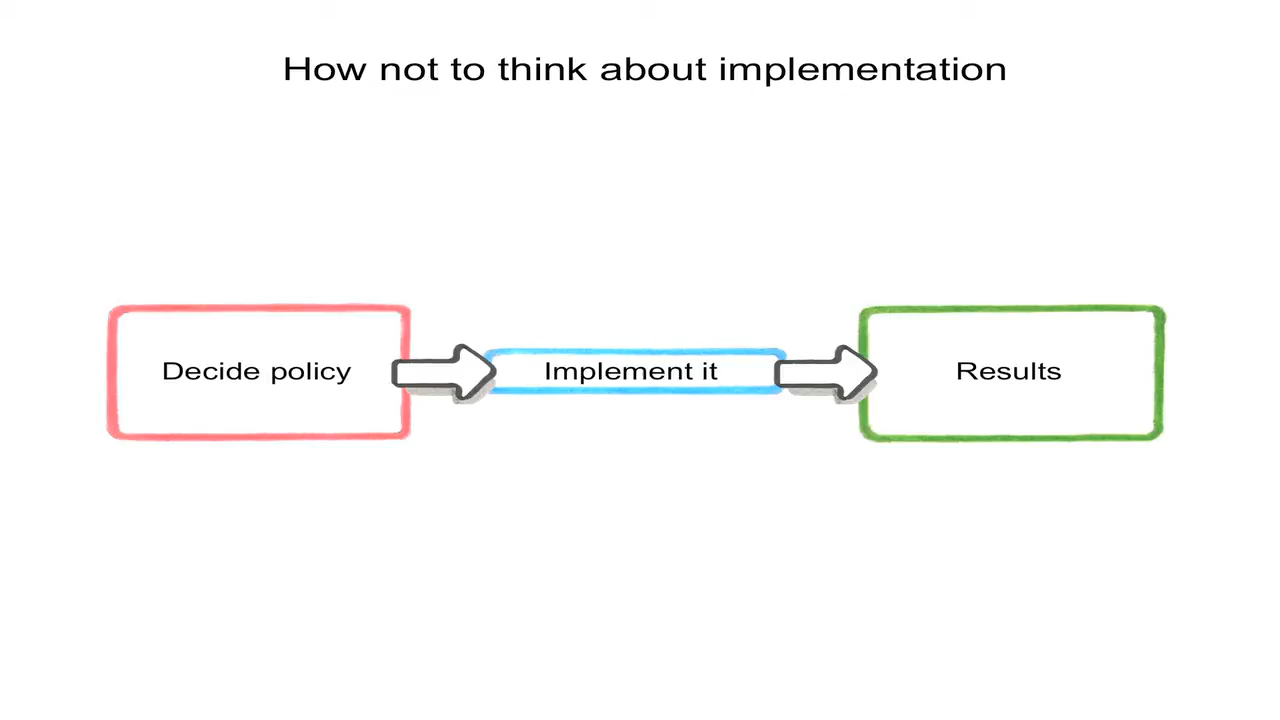 How not to think about implementation
Decide policy
Implement it
Results